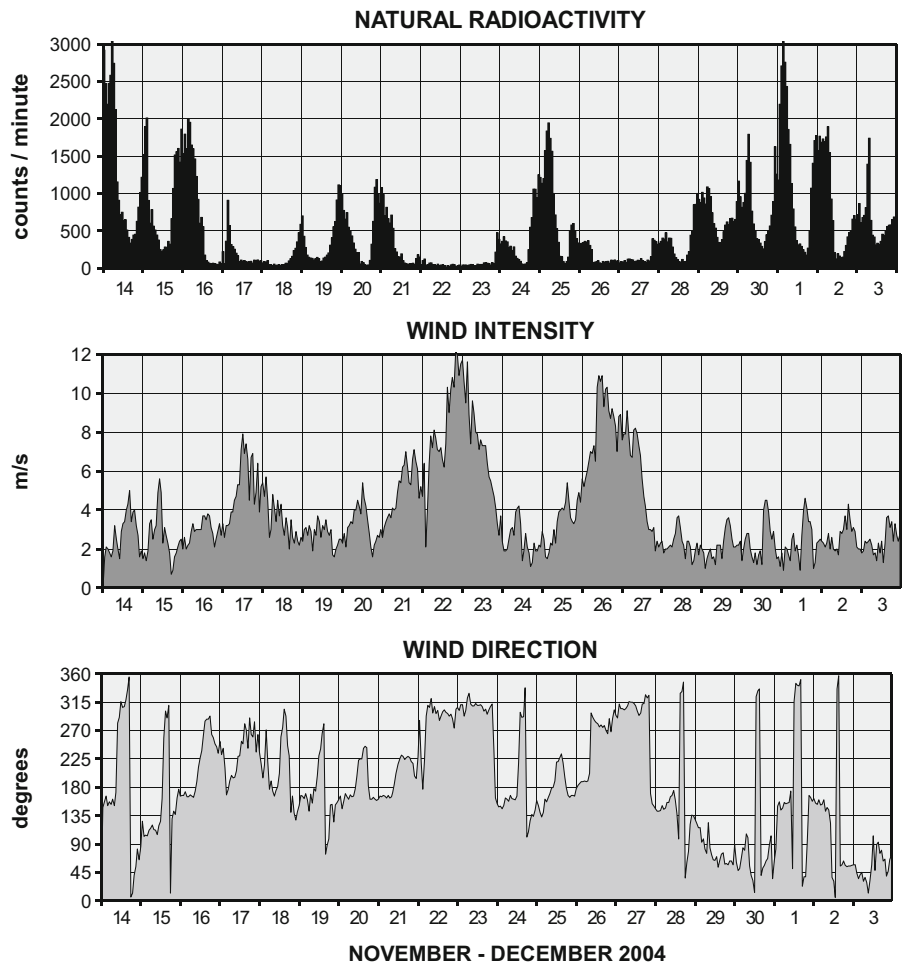 NATURAL RADIOACTIVITY
counts / minute
3000
2500
2000
1500
1000
500
0
14 15 16 17 18 19 20 21 22 23 24 25 26 27 28 29 30 1 2 3
WIND INTENSITY
m/s
12
10
8
6
4
2
0
14 15 16 17 18 19 20 21 22 23 24 25 26 27 28 29 30 1 2 3
WIND DIRECTION
degrees
360
315
270
225
180
135
90
45
0
14 15 16 17 18 19 20 21 22 23 24 25 26 27 28 29 30 1 2 3
NOVEMBER - DECEMBER 2004